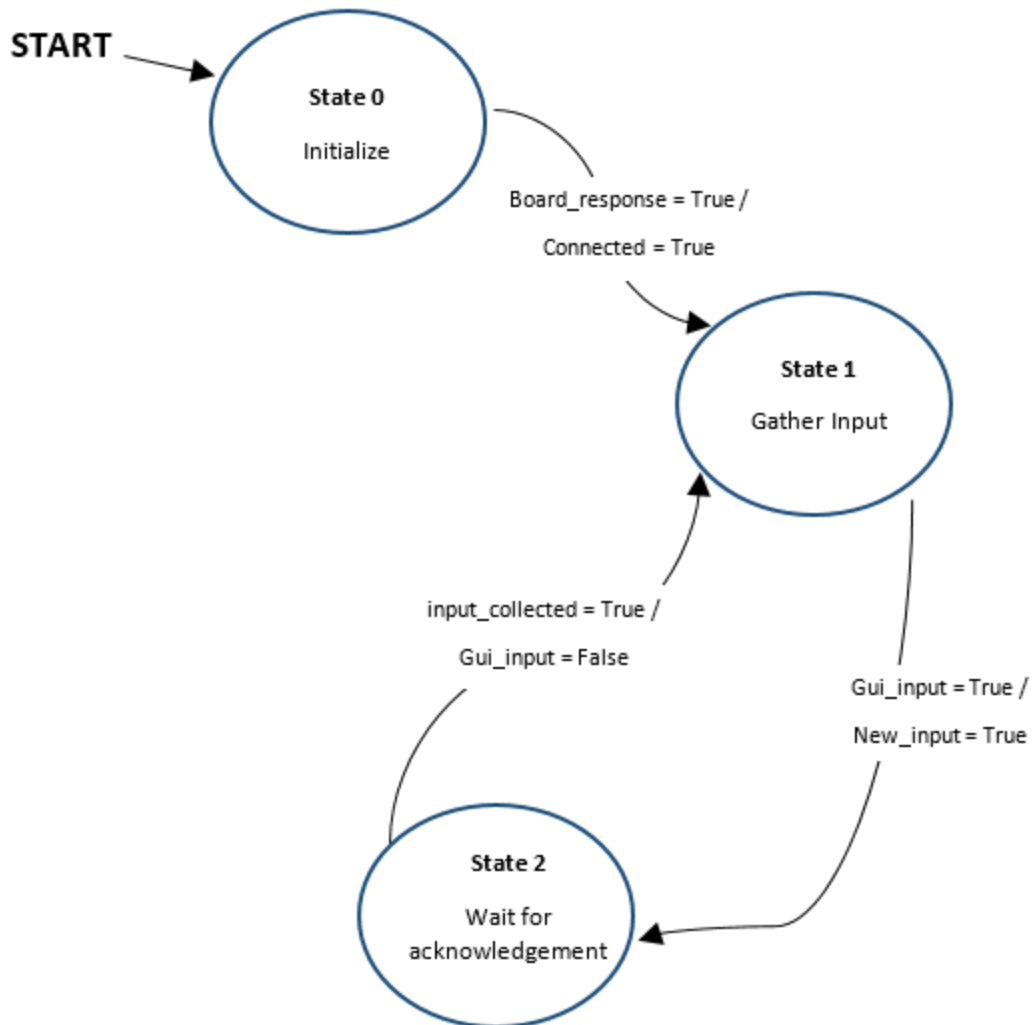 START
State 0
Initialize
Board_response = True /
Connected = True
State 1
Gather Input
input_collected = True /
Gui_input = False
Gui_input = True /
New_input = True
State 2
Wait for
acknowledgement